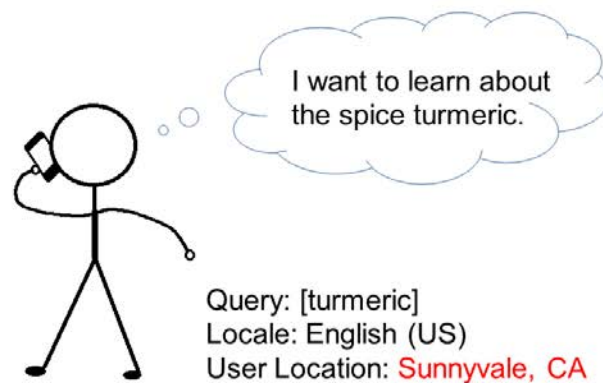 I want to learn about
the spice turmeric.
Query: [turmeric]
Locale: English (US)
User Location: Sunnyvale, CA